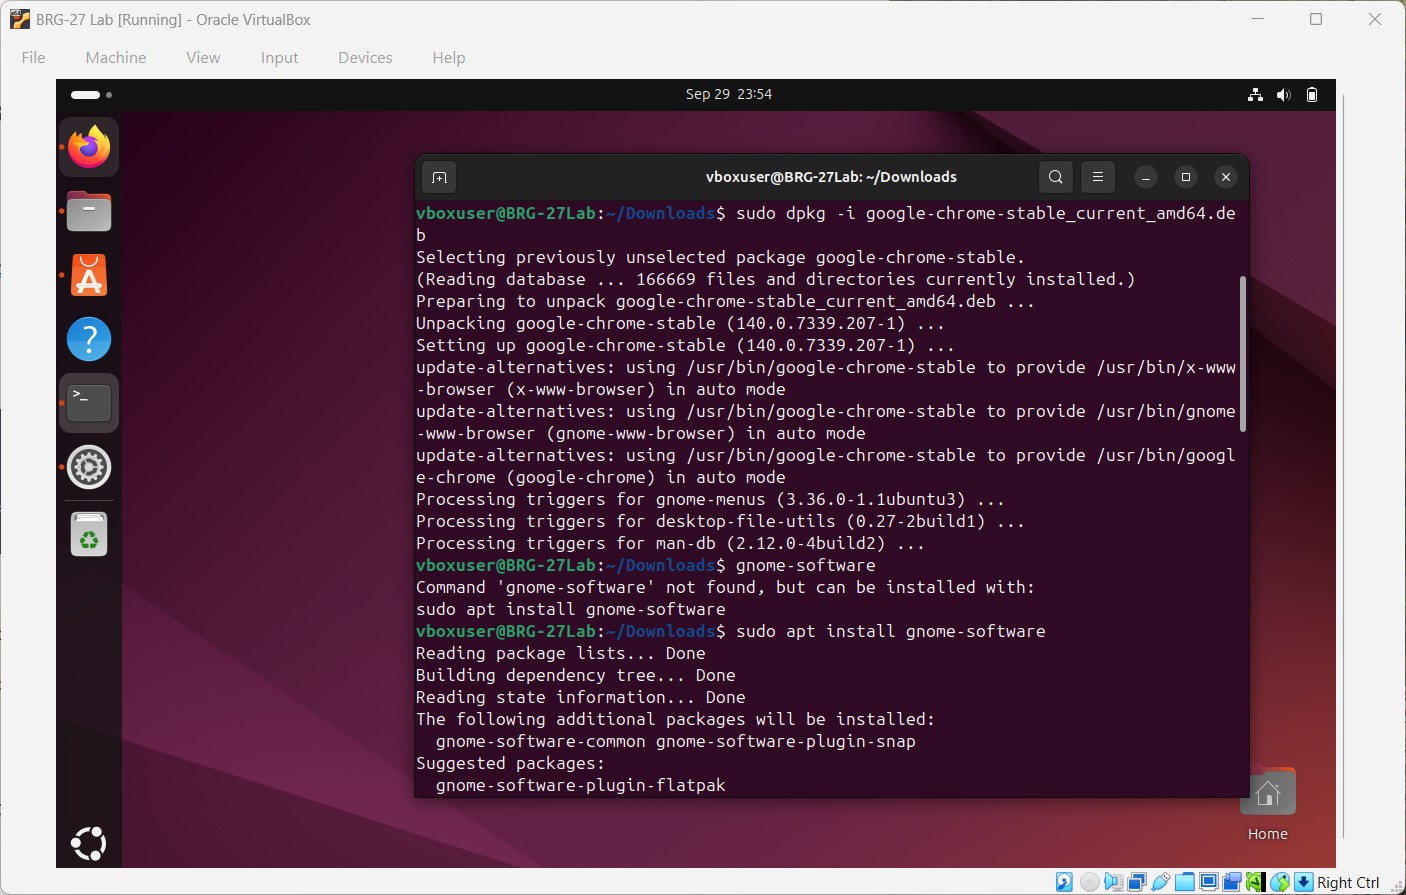 BRG-27 Lab [Running] - Oracle VirtualBox
File Machine View Input Devices Help
Sep 29 23:54
vboxuser@BRG-27Lab: ~/Downloads
vboxuser@BRG-27Lab:~/Downloads$ sudo dpkg -i google-chrome-stable_current_amd64.de
b
Selecting previously unselected package google-chrome-stable.
(Reading database ... 166669 files and directories currently installed.)
Preparing to unpack google-chrome-stable_current_amd64.deb ...
Unpacking google-chrome-stable (140.0.7339.207-1) ...
Setting up google-chrome-stable (140.0.7339.207-1) ...
update-alternatives: using /usr/bin/google-chrome-stable to provide /usr/bin/x-www
-browser (x-www-browser) in auto mode
update-alternatives: using /usr/bin/google-chrome-stable to provide /usr/bin/gnome
-www-browser (gnome-www-browser) in auto mode
update-alternatives: using /usr/bin/google-chrome-stable to provide /usr/bin/googl
e-chrome (google-chrome) in auto mode
Processing triggers for gnome-menus (3.36.0-1.1ubuntu3) ...
Processing triggers for desktop-file-utils (0.27-2build1) ...
Processing triggers for man-db (2.12.0-4build2) ...
vboxuser@BRG-27Lab:~/Downloads$ gnome-software
Command 'gnome-software' not found, but can be installed with:
sudo apt install gnome-software
vboxuser@BRG-27Lab:~/Downloads$ sudo apt install gnome-software
Reading package lists... Done
Building dependency tree... Done
Reading state information... Done
The following additional packages will be installed:
  gnome-software-common gnome-software-plugin-snap
Suggested packages:
  gnome-software-plugin-flatpak
Home
Right Ctrl